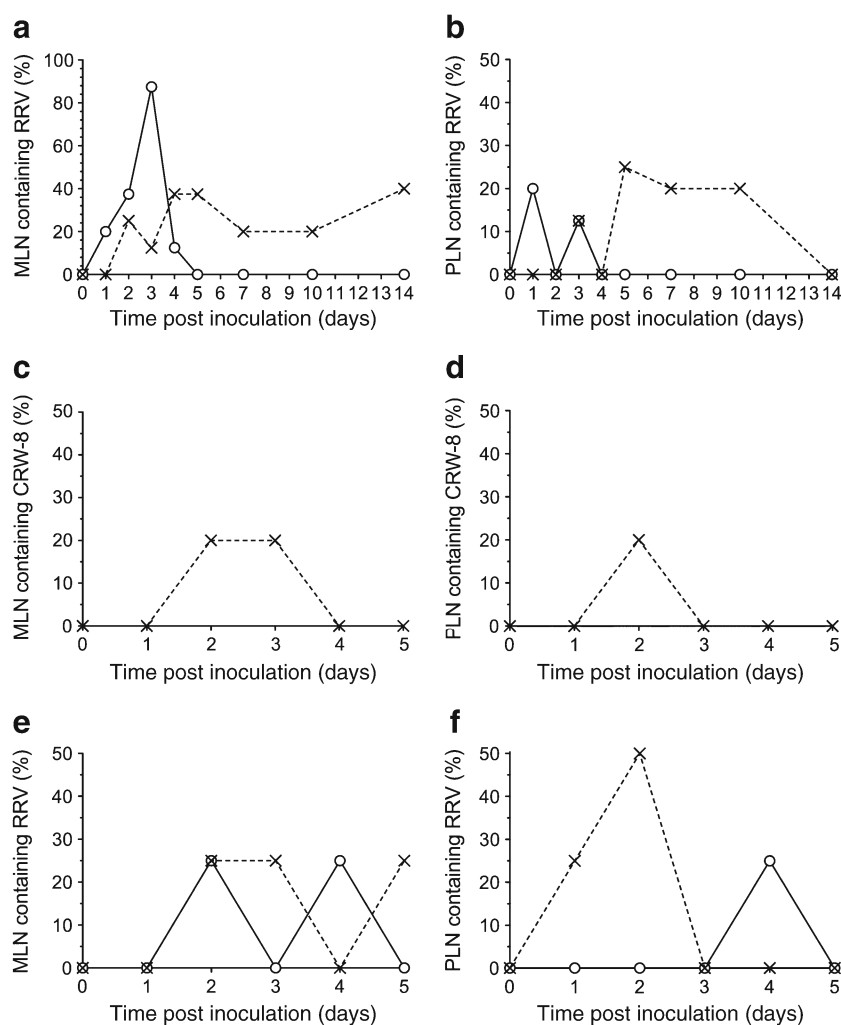 a
MLN containing RRV (%)
100
80
60
40
20
0
0 1 2 3 4 5 6 7 8 9 10 11 12 13 14
Time post inoculation (days)
b
PLN containing RRV (%)
50
40
30
20
10
0
0 1 2 3 4 5 6 7 8 9 10 11 12 13 14
Time post inoculation (days)
c
MLN containing CRW-8 (%)
50
40
30
20
10
0
0 1 2 3 4 5
Time post inoculation (days)
d
PLN containing CRW-8 (%)
50
40
30
20
10
0
0 1 2 3 4 5
Time post inoculation (days)
e
MLN containing RRV (%)
50
40
30
20
10
0
0 1 2 3 4 5
Time post inoculation (days)
f
PLN containing RRV (%)
50
40
30
20
10
0
0 1 2 3 4 5
Time post inoculation (days)